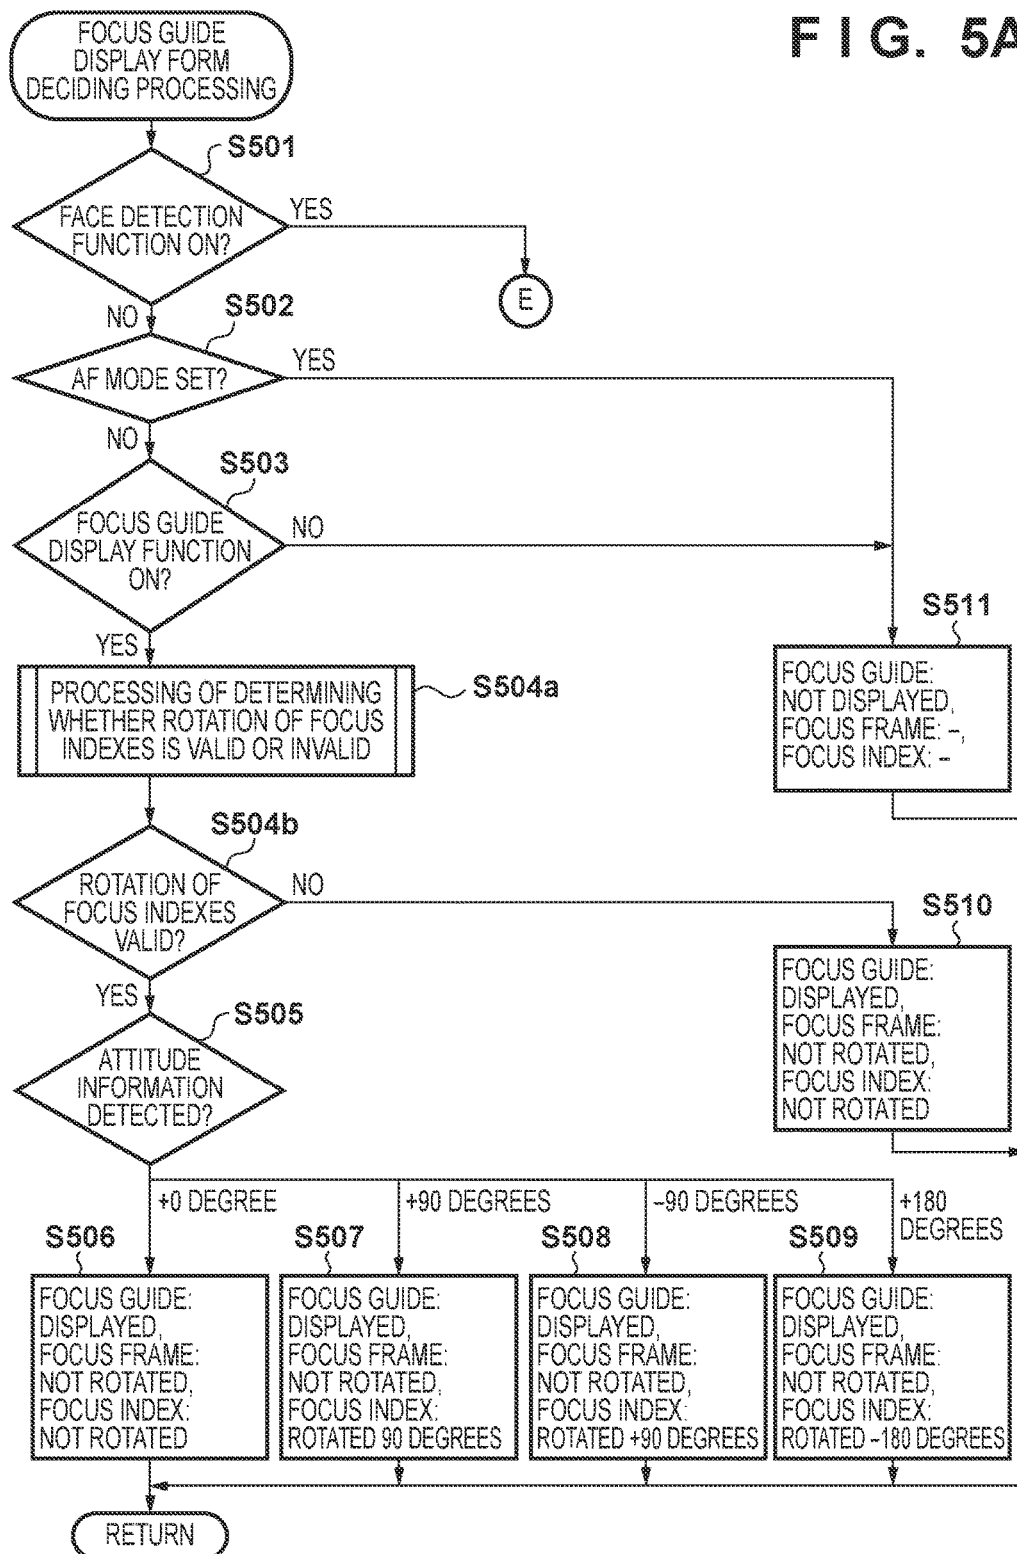 FIG. 5A
FOCUS GUIDE
DISPLAY FORM
DECIDING PROCESSING
S501
FACE DETECTION
FUNCTION ON?
YES
E
NO
S502
AF MODE SET?
YES
NO
S503
FOCUS GUIDE
DISPLAY FUNCTION
ON?
NO
YES
S511
FOCUS GUIDE:
NOT DISPLAYED,
FOCUS FRAME: –,
FOCUS INDEX: –
S504a
PROCESSING OF DETERMINING
WHETHER ROTATION OF FOCUS
INDEXES IS VALID OR INVALID
S504b
ROTATION OF
FOCUS INDEXES
VALID?
NO
YES
S510
FOCUS GUIDE:
DISPLAYED,
FOCUS FRAME:
NOT ROTATED,
FOCUS INDEX:
NOT ROTATED
S505
ATTITUDE
INFORMATION
DETECTED?
+0 DEGREE
+90 DEGREES
–90 DEGREES
+180
DEGREES
S506
FOCUS GUIDE:
DISPLAYED,
FOCUS FRAME:
NOT ROTATED,
FOCUS INDEX:
NOT ROTATED
S507
FOCUS GUIDE:
DISPLAYED,
FOCUS FRAME:
NOT ROTATED,
FOCUS INDEX:
ROTATED 90 DEGREES
S508
FOCUS GUIDE:
DISPLAYED,
FOCUS FRAME:
NOT ROTATED,
FOCUS INDEX:
ROTATED +90 DEGREES
S509
FOCUS GUIDE:
DISPLAYED,
FOCUS FRAME:
NOT ROTATED,
FOCUS INDEX:
ROTATED –180 DEGREES
RETURN